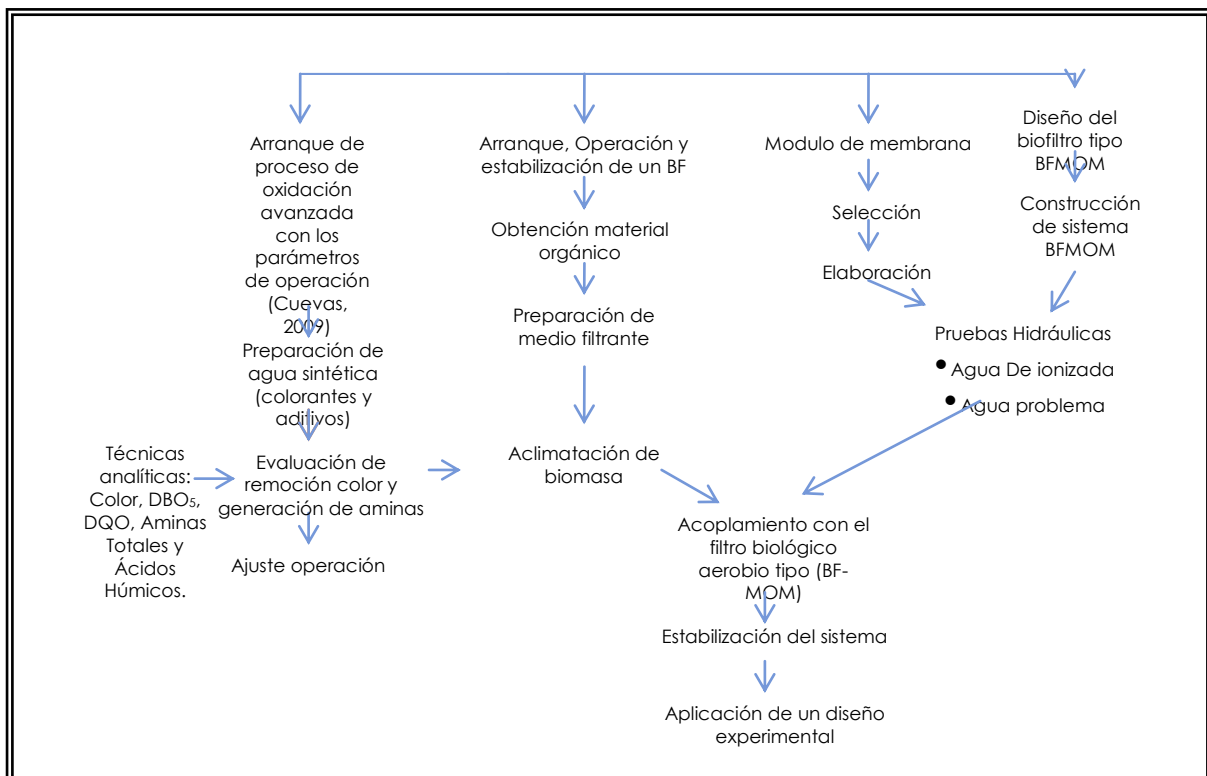 Arranque de
proceso de
oxidación
avanzada
con los
parámetros
de operación
(Cuevas,
2009)
Preparación de
agua sintética
(colorantes y
aditivos)
Técnicas
analíticas:
Color, DBO₅,
DQO, Aminas
Totales y
Ácidos
Húmicos.
Evaluación de
remoción color y
generación de aminas
Ajuste operación
Arranque, Operación y
estabilización de un BF
Obtención material
orgánico
Preparación de
medio filtrante
Aclimatación de
biomasa
Modulo de membrana
Selección
Elaboración
Diseño del
biofiltro tipo
BFMOM
Construcción
de sistema
BFMOM
Pruebas Hidráulicas
• Agua De ionizada
• Agua problema
Acoplamiento con el
filtro biológico
aerobio tipo (BF-
MOM)
Estabilización del sistema
Aplicación de un diseño
experimental